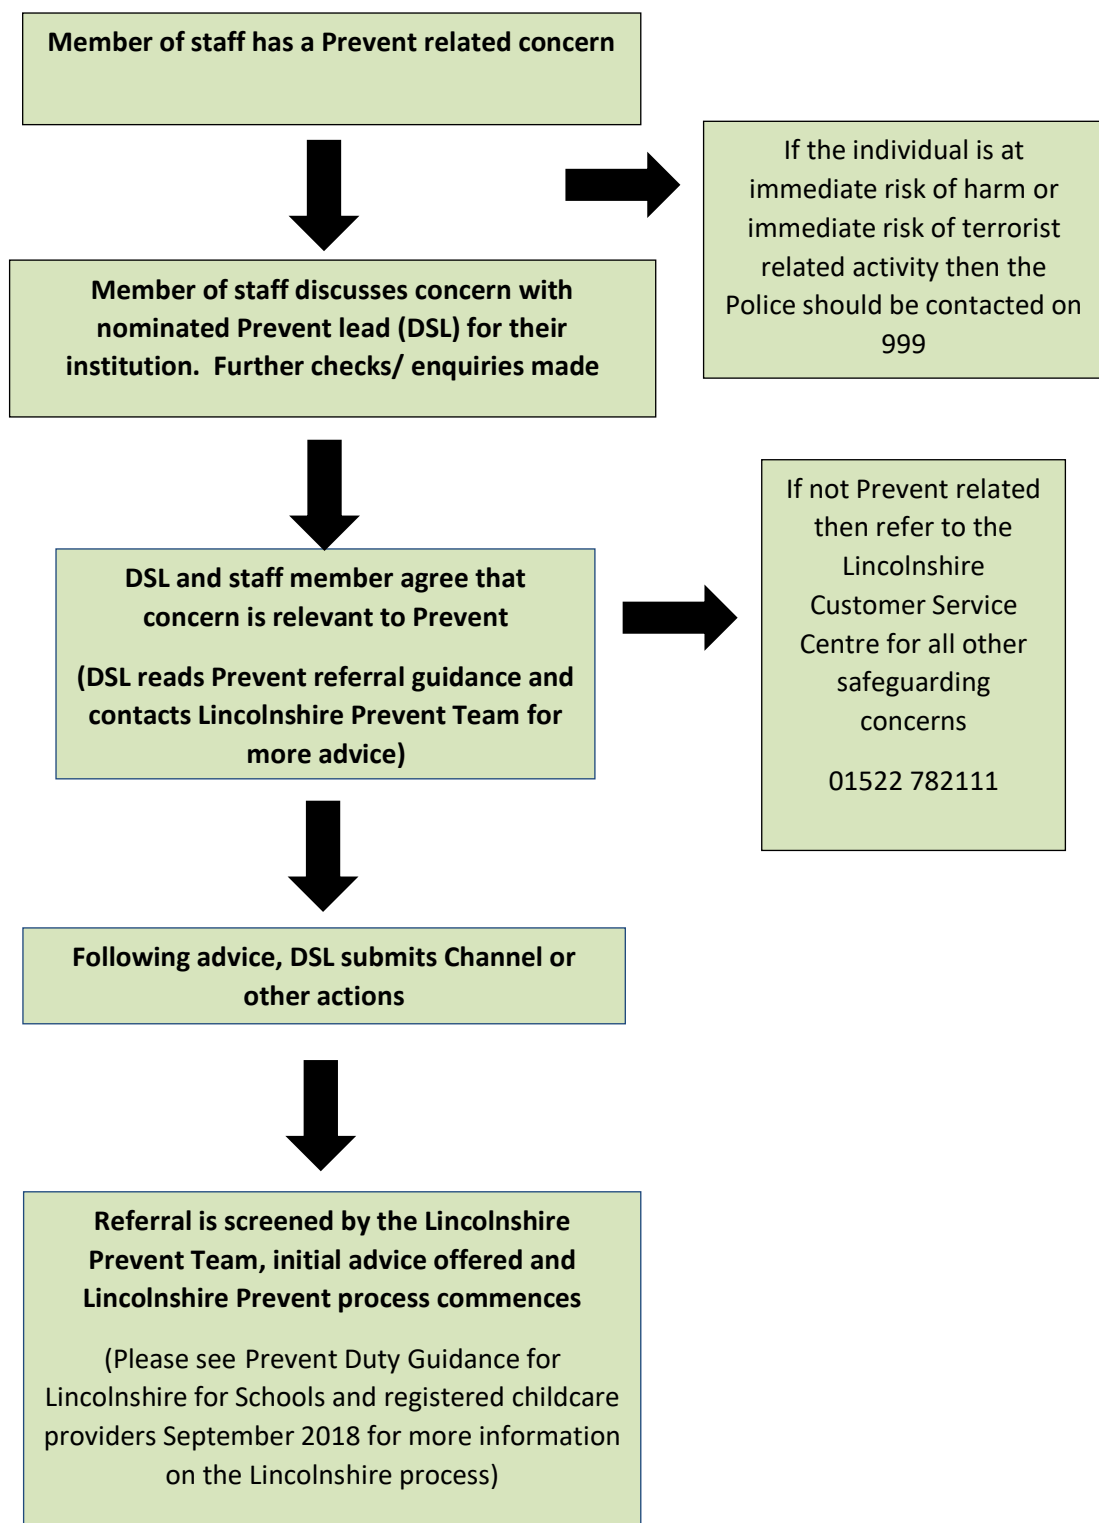 Member of staff has a Prevent related concern
If the individual is at
immediate risk of harm or
immediate risk of terrorist
related activity then the
Police should be contacted on
999
Member of staff discusses concern with
nominated Prevent lead (DSL) for their
institution.  Further checks/ enquiries made
If not Prevent related
then refer to the
Lincolnshire
Customer Service
Centre for all other
safeguarding
concerns
01522 782111
DSL and staff member agree that
concern is relevant to Prevent
(DSL reads Prevent referral guidance and
contacts Lincolnshire Prevent Team for
more advice)
Following advice, DSL submits Channel or
other actions
Referral is screened by the Lincolnshire
Prevent Team, initial advice offered and
Lincolnshire Prevent process commences
(Please see Prevent Duty Guidance for
Lincolnshire for Schools and registered childcare
providers September 2018 for more information
on the Lincolnshire process)